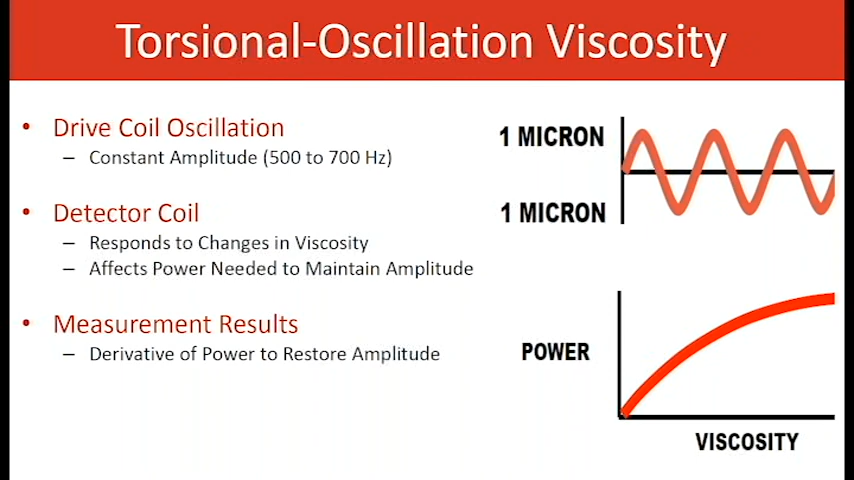 Torsional-Oscillation Viscosity
• Drive Coil Oscillation
– Constant Amplitude (500 to 700 Hz)
• Detector Coil
– Responds to Changes in Viscosity
– Affects Power Needed to Maintain Amplitude
• Measurement Results
– Derivative of Power to Restore Amplitude
1 MICRON
1 MICRON
POWER
VISCOSITY